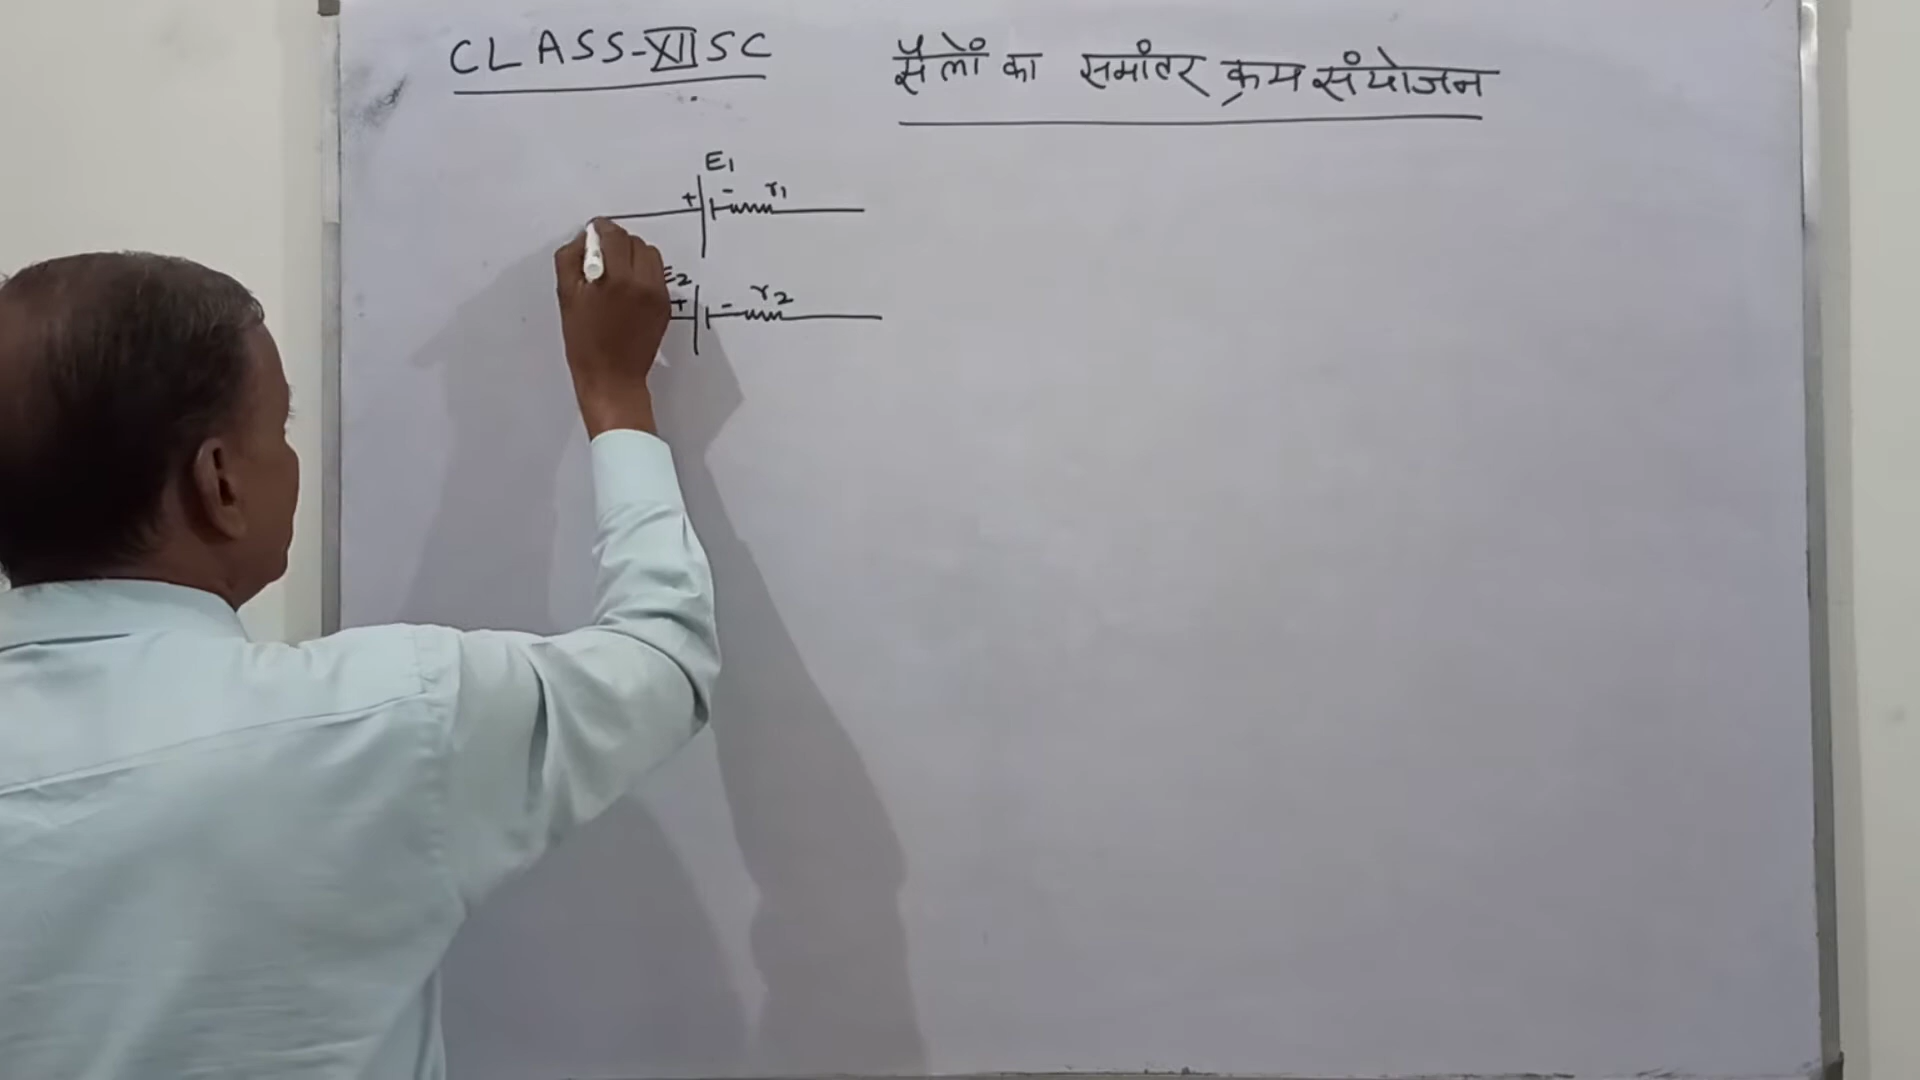 CLASS-XII SC
सेलों का समांतर क्रम संयोजन
E1
+ - r1
E2
+ - r2